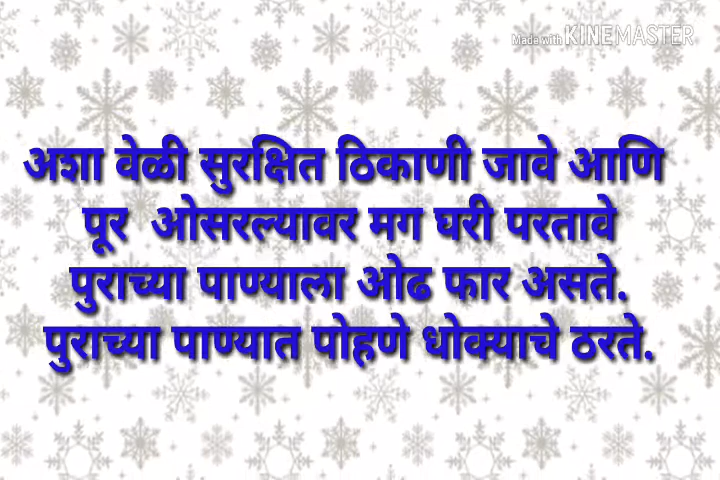 Made with KINEMASTER
अशा वेळी सुरक्षित ठिकाणी जावे आणि
पूर ओसरल्यावर मग घरी परतावे
पुराच्या पाण्याला ओढ फार असते.
पुराच्या पाण्यात पोहणे धोक्याचे ठरते.